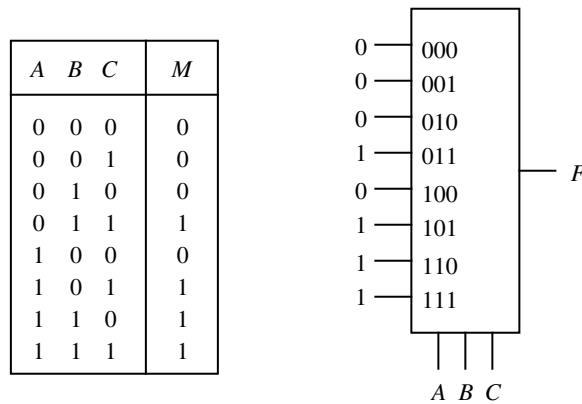 A B C M
0 0 0 0
0 0 1 0
0 1 0 0
0 1 1 1
1 0 0 0
1 0 1 1
1 1 0 1
1 1 1 1
0 000
0 001
0 010
1 011
0 100
1 101
1 110
1 111
F
A B C